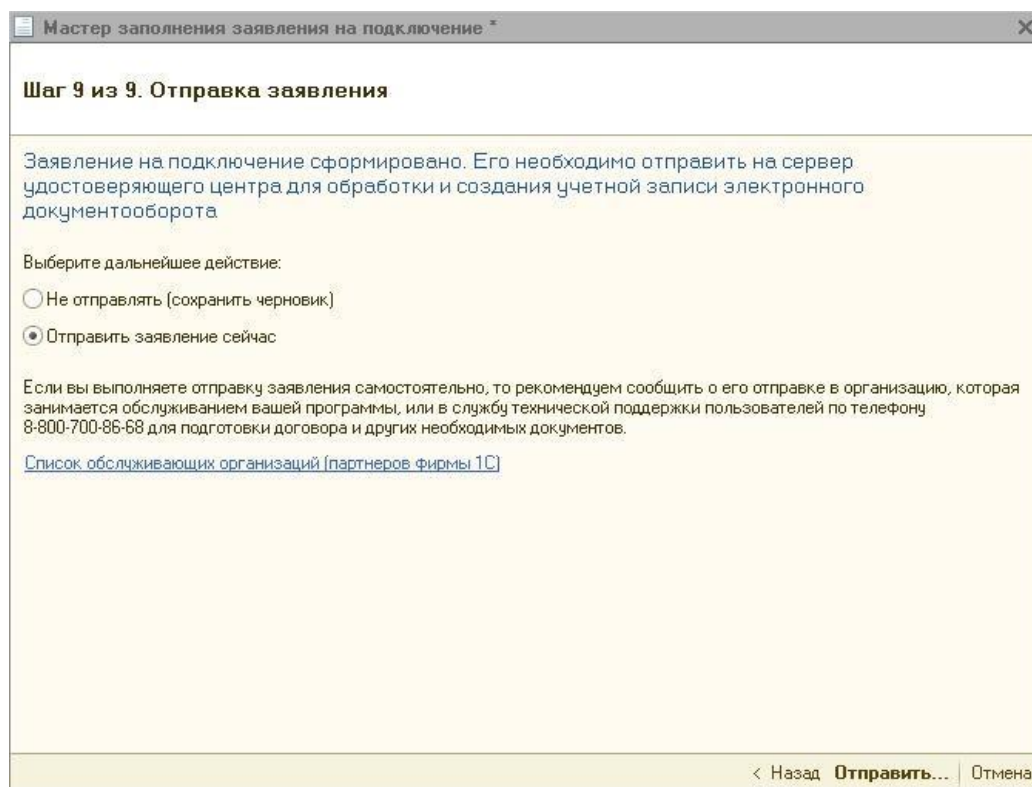 Мастер заполнения заявления на подключение *
Шаг 9 из 9. Отправка заявления
Заявление на подключение сформировано. Его необходимо отправить на сервер
удостоверяющего центра для обработки и создания учетной записи электронного
документооборота
Выберите дальнейшее действие:
Не отправлять (сохранить черновик)
Отправить заявление сейчас
Если вы выполняете отправку заявления самостоятельно, то рекомендуем сообщить о его отправке в организацию, которая
занимается обслуживанием вашей программы, или в службу технической поддержки пользователей по телефону
8-800-700-86-68 для подготовки договора и других необходимых документов.
Список обслуживающих организаций (партнеров фирмы 1С)
< Назад Отправить... Отмена